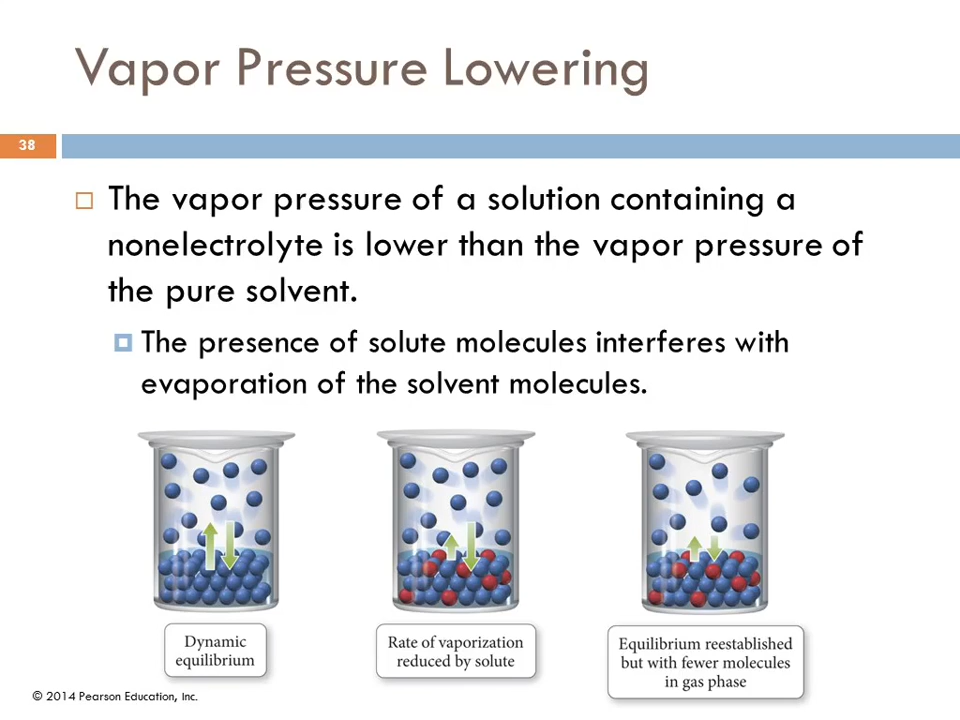 Vapor Pressure Lowering
38
The vapor pressure of a solution containing a
nonelectrolyte is lower than the vapor pressure of
the pure solvent.
The presence of solute molecules interferes with
evaporation of the solvent molecules.
Dynamic
equilibrium
Rate of vaporization
reduced by solute
Equilibrium reestablished
but with fewer molecules
in gas phase
© 2014 Pearson Education, Inc.